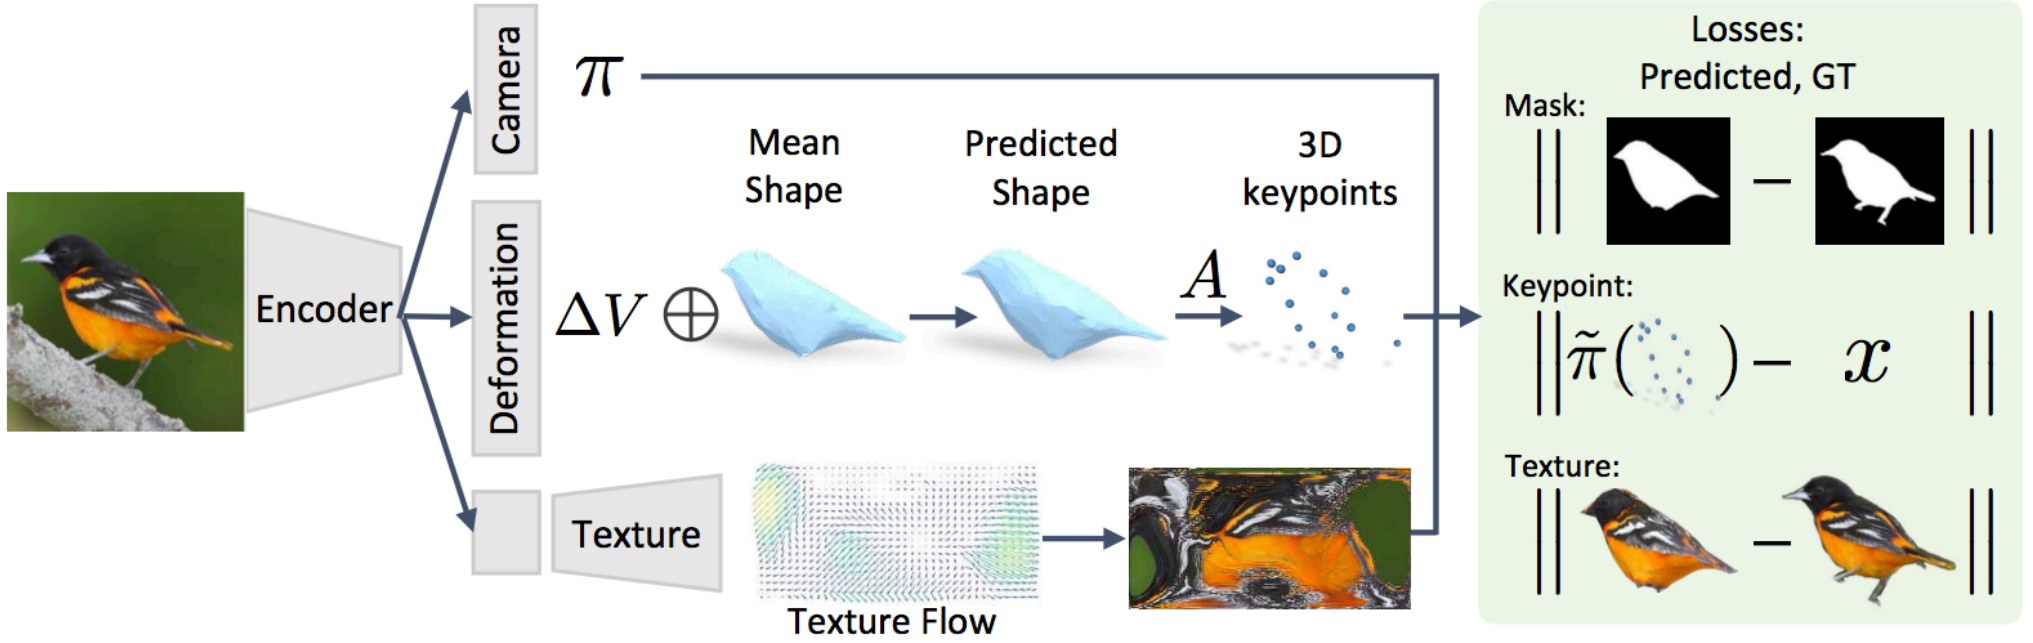 Encoder
Camera
π
Deformation
ΔV ⊕
Mean
Shape
Predicted
Shape
A
3D
keypoints
Texture
Texture Flow
Losses:
Predicted, GT
Mask:
|| − ||
Keypoint:
|| π̃( ) − x ||
Texture:
|| − ||